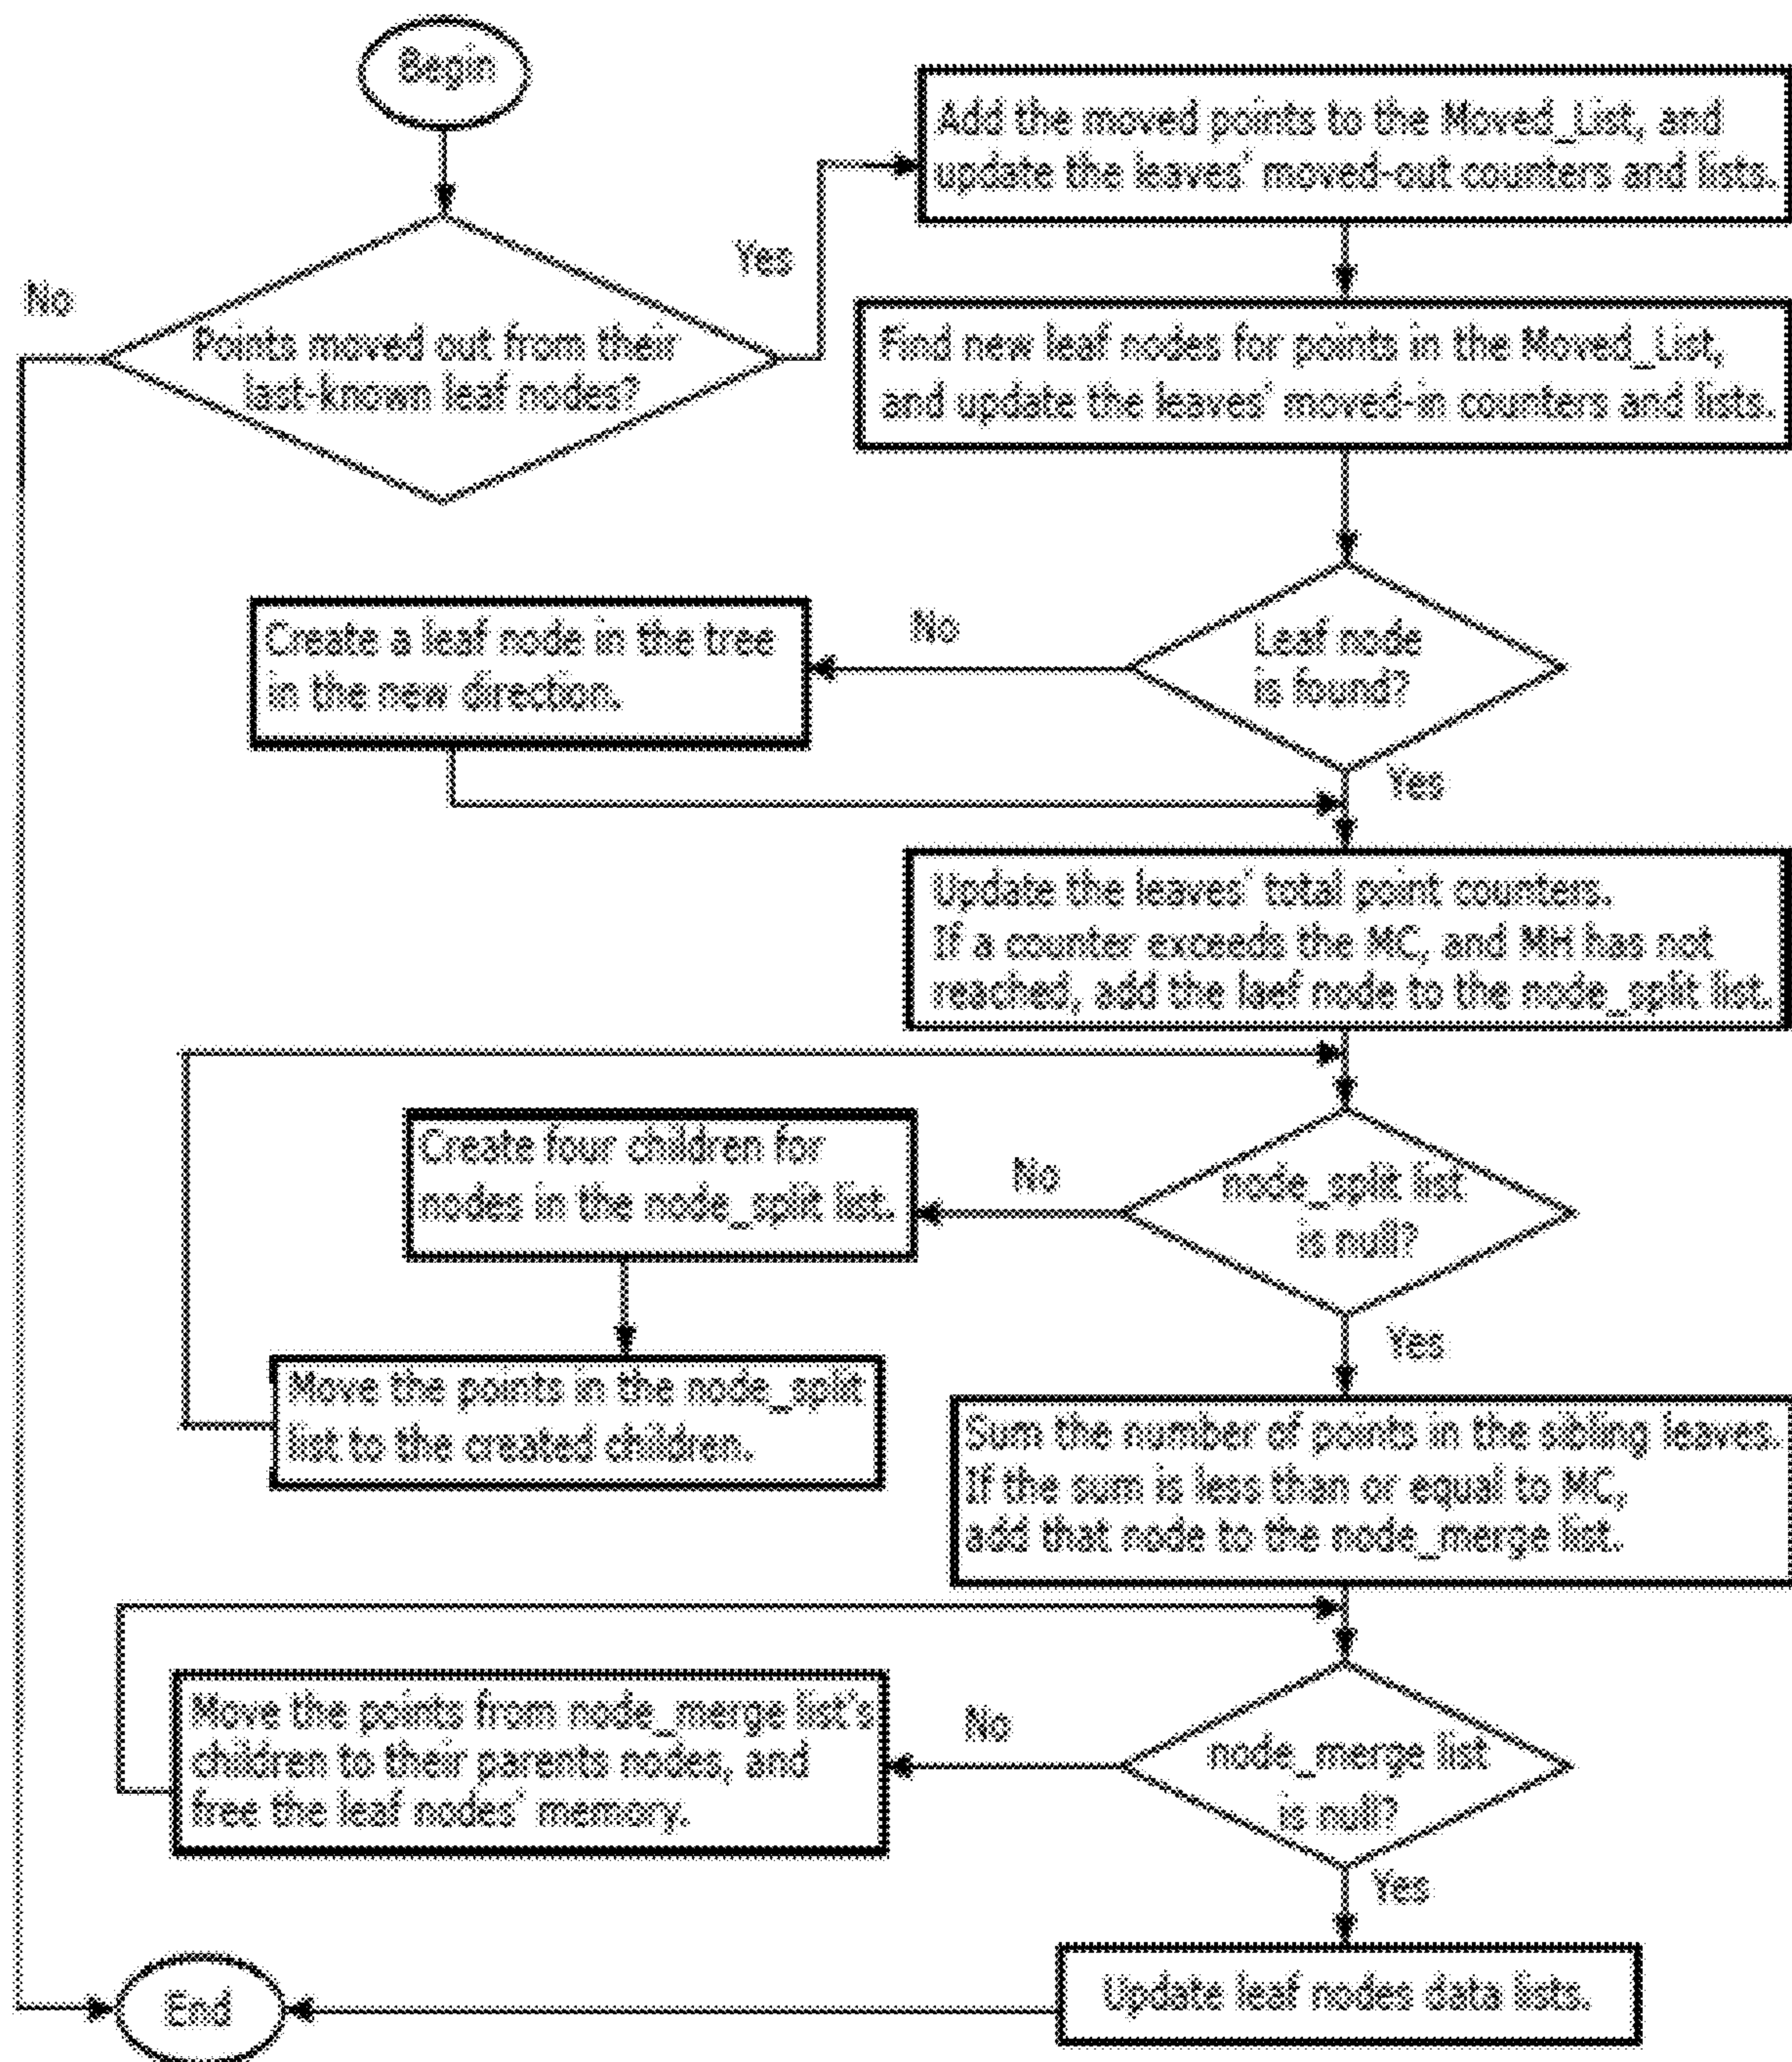 Begin
Add the moved points to the Moved_List, and
update the leaves' moved-out counters and lists.
Yes
No
Points moved out from their
last-known leaf nodes?
Find new leaf nodes for points in the Moved_List,
and update the leaves' moved-in counters and lists.
Create a leaf node in the tree
in the new direction.
No
Leaf node
is found?
Yes
Update the leaves' total point counters.
If a counter exceeds the MC, and MH has not
reached, add the laef node to the node_split list.
Create four children for
nodes in the node_split list.
No
node_split list
is null?
Yes
Move the points in the node_split
list to the created children.
Sum the number of points in the sibling leaves.
If the sum is less than or equal to MC,
add that node to the node_merge list.
Move the points from node_merge list's
children to their parents nodes, and
free the leaf nodes' memory.
No
node_merge list
is null?
Yes
Update leaf nodes data lists.
End